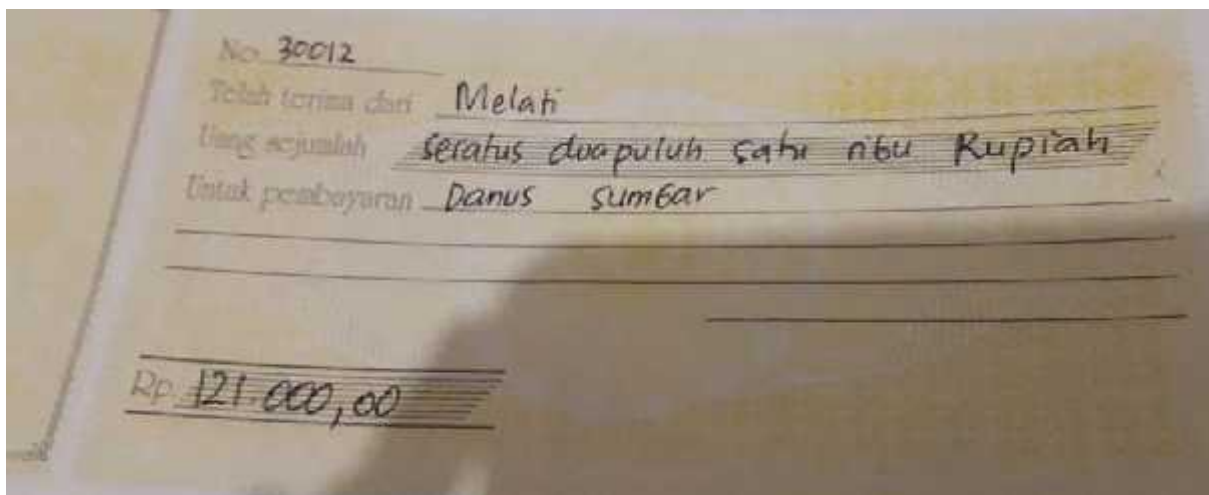 No. 30012
Telah terima dari Melati
Uang sejumlah seratus duapuluh satu ribu Rupiah
Untuk pembayaran Danus sumbar
Rp. 121.000,00